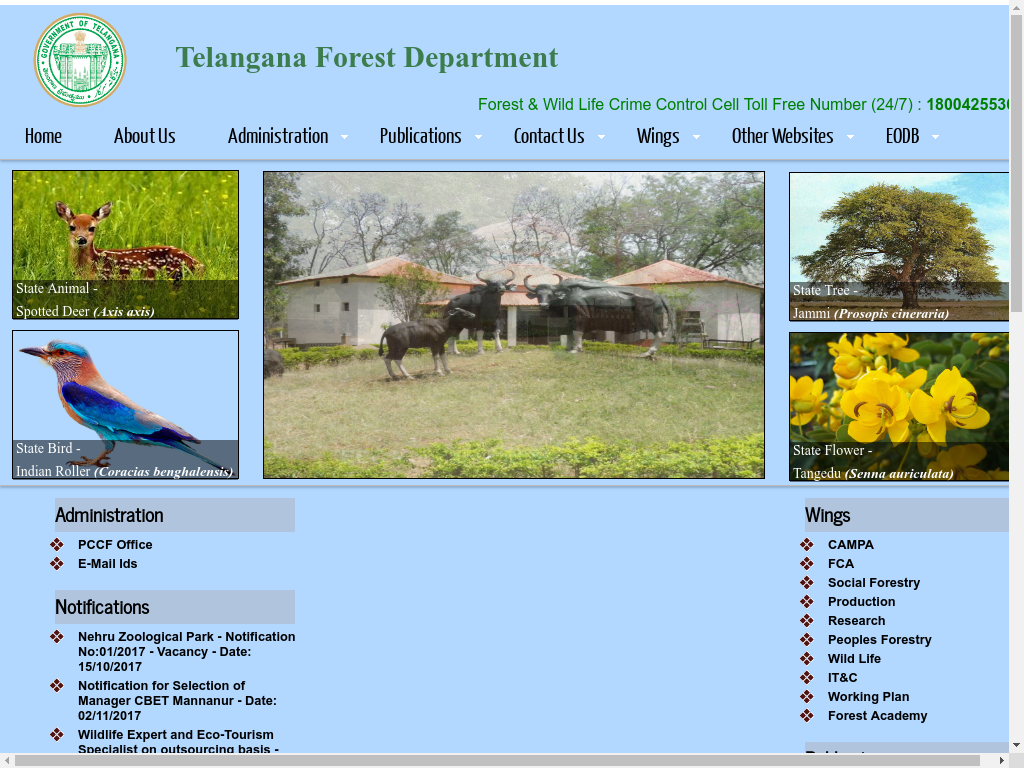 GOVERNMENT OF TELANGANA
Telangana Forest Department
Forest & Wild Life Crime Control Cell Toll Free Number (24/7) : 180042553
Home About Us Administration Publications Contact Us Wings Other Websites EODB
State Animal -
Spotted Deer (Axis axis)
State Bird -
Indian Roller (Coracias benghalensis)
State Tree -
Jammi (Prosopis cineraria)
State Flower -
Tangedu (Senna auriculata)
Administration
PCCF Office
E-Mail Ids
Notifications
Nehru Zoological Park - Notification
No:01/2017 - Vacancy - Date:
15/10/2017
Notification for Selection of
Manager CBET Mannanur - Date:
02/11/2017
Wildlife Expert and Eco-Tourism
Specialist on outsourcing basis -
Wings
CAMPA
FCA
Social Forestry
Production
Research
Peoples Forestry
Wild Life
IT&C
Working Plan
Forest Academy